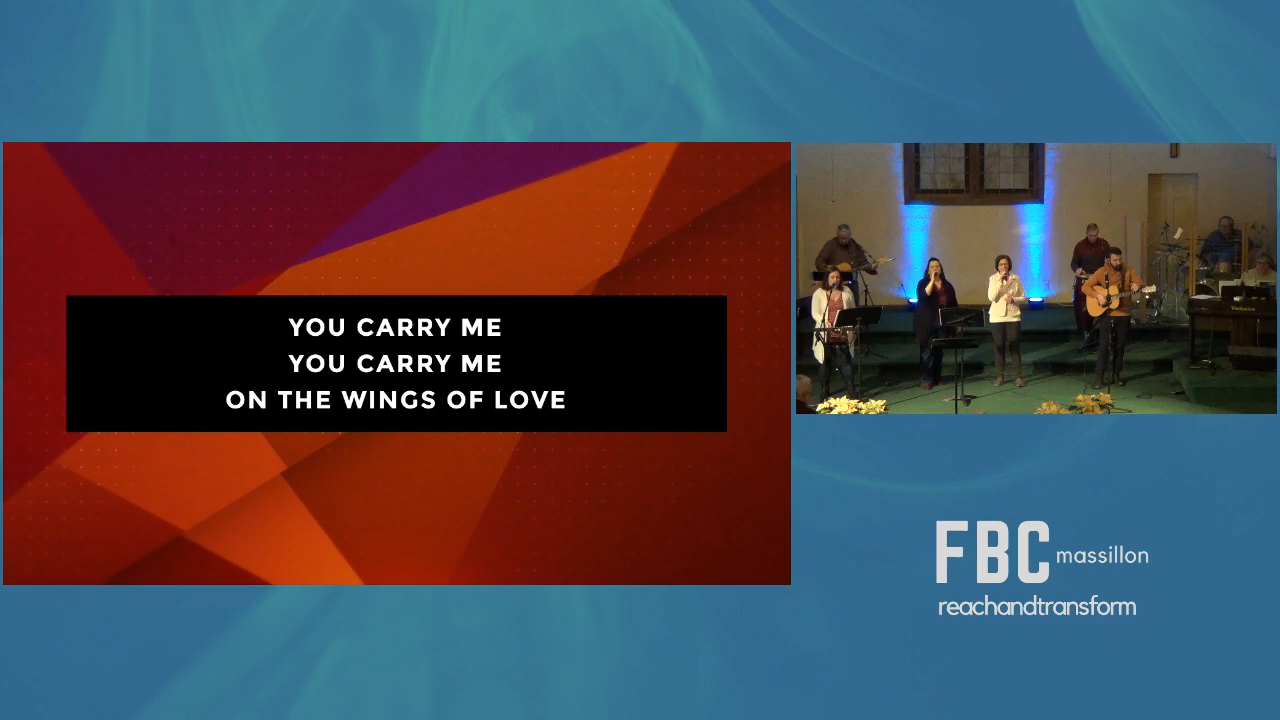 YOU CARRY ME
YOU CARRY ME
ON THE WINGS OF LOVE
FBC massillon
reachandtransform